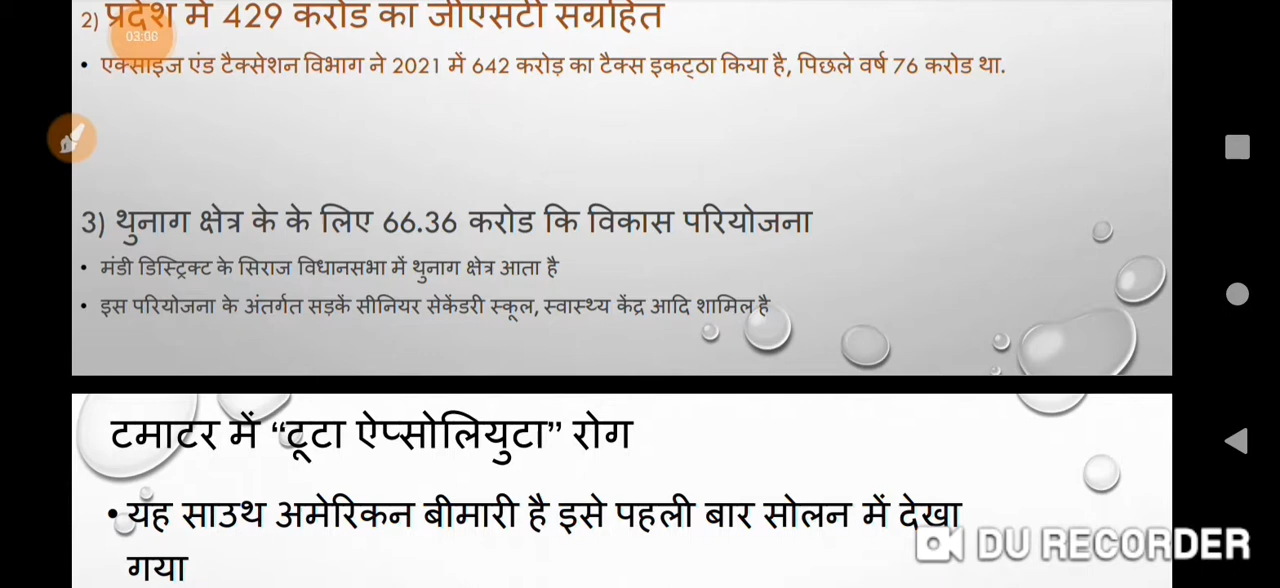 2) प्रदेश में 429 करोड का जीएसटी संग्रहित
03:08
• एक्साइज एंड टैक्सेशन विभाग ने 2021 में 642 करोड़ का टैक्स इकट्ठा किया है, पिछले वर्ष 76 करोड था.
3) थुनाग क्षेत्र के के लिए 66.36 करोड कि विकास परियोजना
• मंडी डिस्ट्रिक्ट के सिराज विधानसभा में थुनाग क्षेत्र आता है
• इस परियोजना के अंतर्गत सड़कें सीनियर सेकेंडरी स्कूल, स्वास्थ्य केंद्र आदि शामिल है
टमाटर में “टूटा ऐप्सोलियुटा” रोग
• यह साउथ अमेरिकन बीमारी है इसे पहली बार सोलन में देखा
गया
DU RECORDER